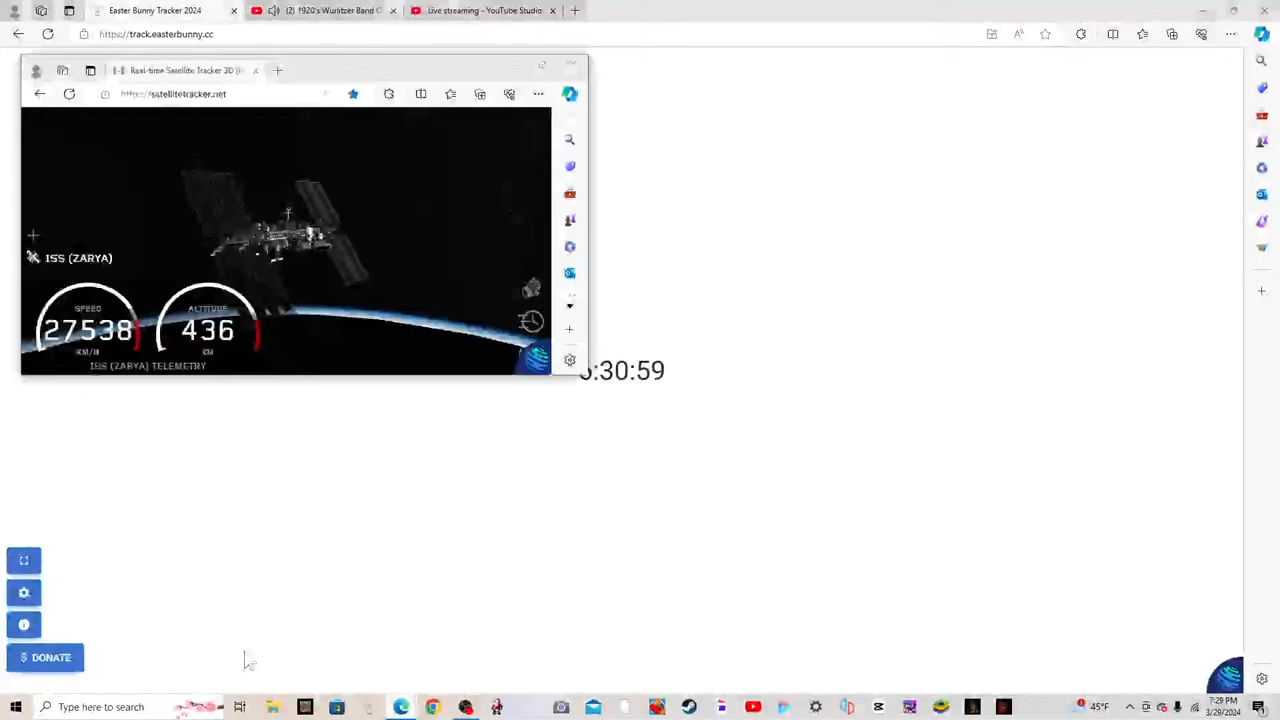 Easter Bunny Tracker 2024
(2) 1920's Wurlitzer Band O
Live streaming - YouTube Studio
https://track.easterbunny.cc
Real-time Satellite Tracker 3D
https://satellitetracker.net
ISS (ZARYA)
SPEED
ALTITUDE
27538
436
KM/H
KM
ISS (ZARYA) TELEMETRY
:30:59
DONATE
Type here to search
45°F
7:29 PM
3/29/2024